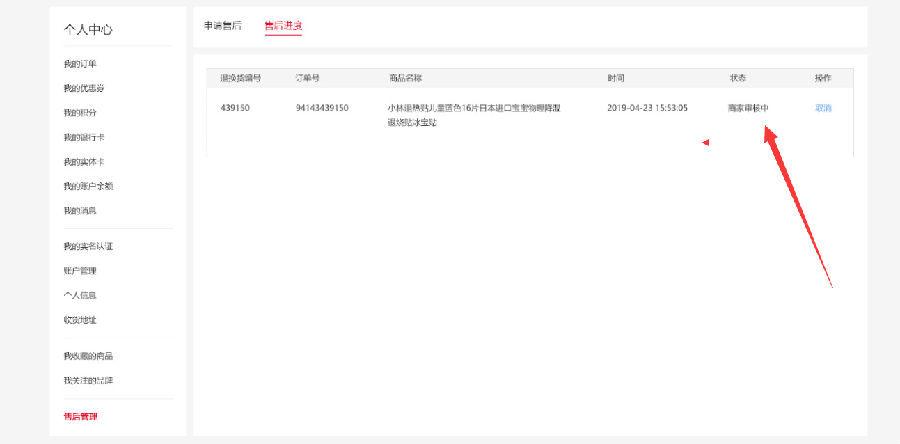 个人中心
我的订单
我的优惠券
我的积分
我的银行卡
我的实体卡
我的账户余额
我的消息
我的实名认证
账户管理
个人信息
收货地址
我收藏的商品
我关注的品牌
售后管理
申请售后 售后进度
退换货编号 订单号 商品名称 时间 状态 操作
439150 94143439150 小林退热贴儿童蓝色16片日本进口宝宝物理降温 2019-04-23 15:53:05 商家审核中 取消
退烧贴冰宝贴